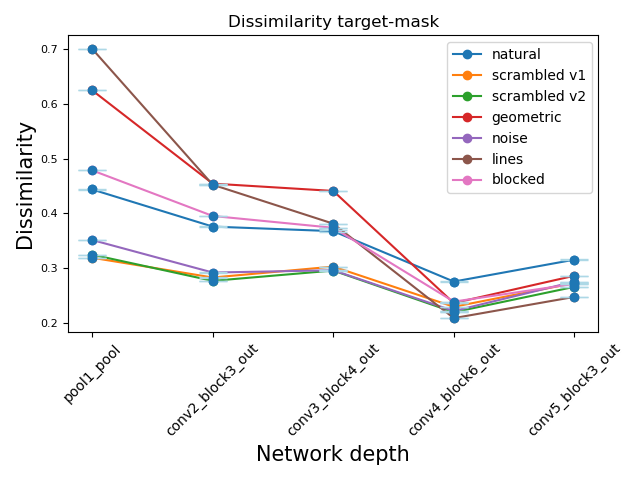 Dissimilarity target-mask
natural
scrambled v1
scrambled v2
geometric
noise
lines
blocked
Dissimilarity
0.7
0.6
0.5
0.4
0.3
0.2
pool1_pool
conv2_block3_out
conv3_block4_out
conv4_block6_out
conv5_block3_out
Network depth